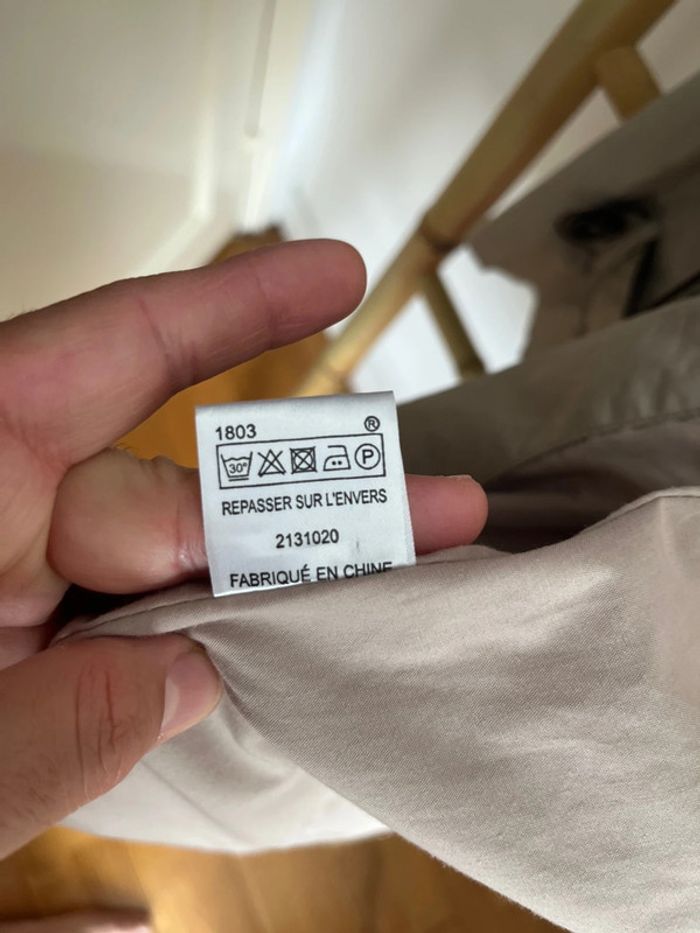 1803 ®
30° P
REPASSER SUR L'ENVERS
2131020
FABRIQUÉ EN CHINE